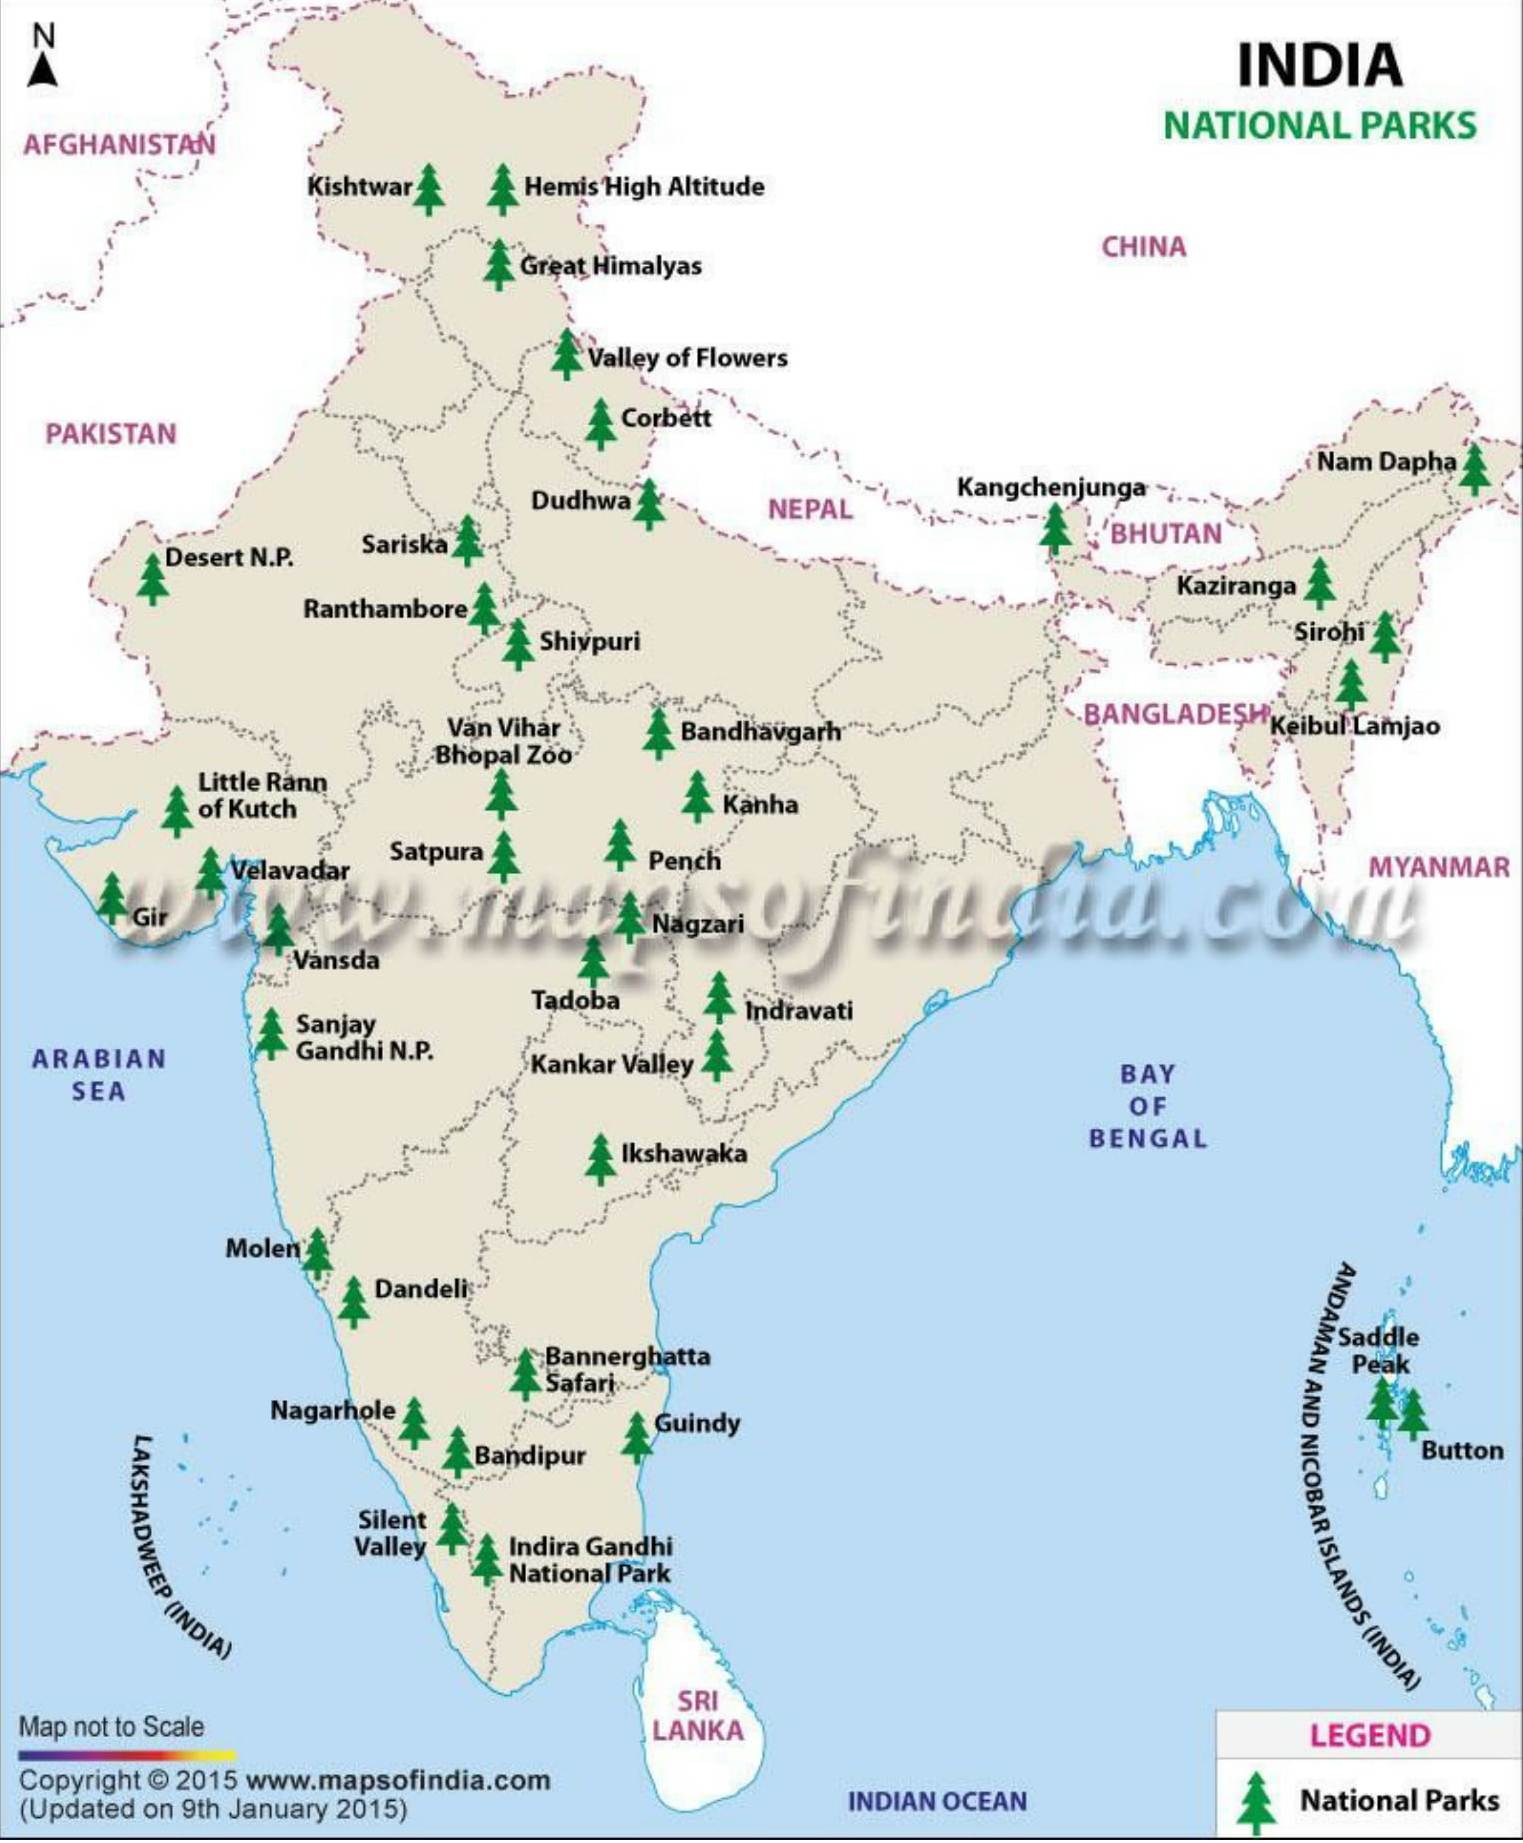 N
INDIA
NATIONAL PARKS
AFGHANISTAN
Kishtwar
Hemis High Altitude
CHINA
Great Himalyas
Valley of Flowers
Corbett
PAKISTAN
Nam Dapha
Kangchenjunga
Dudhwa
NEPAL
BHUTAN
Sariska
Desert N.P.
Kaziranga
Ranthambore
Sirohi
Shivpuri
BANGLADESH
Keibul Lamjao
Van Vihar
Bhopal Zoo
Bandhavgarh
Little Rann
of Kutch
Kanha
Satpura
Pench
MYANMAR
Velavadar
www.mapsofindia.com
Gir
Nagzari
Vansda
Tadoba
Indravati
Sanjay
Gandhi N.P.
Kankar Valley
ARABIAN
SEA
BAY
OF
BENGAL
Ikshawaka
Molen
Dandeli
ANDAMAN AND NICOBAR ISLANDS (INDIA)
Saddle
Peak
Bannerghatta
Safari
Nagarhole
Guindy
Button
Bandipur
LAKSHADWEEP (INDIA)
Silent
Valley
Indira Gandhi
National Park
SRI
LANKA
Map not to Scale
LEGEND
Copyright © 2015 www.mapsofindia.com
(Updated on 9th January 2015)
INDIAN OCEAN
National Parks